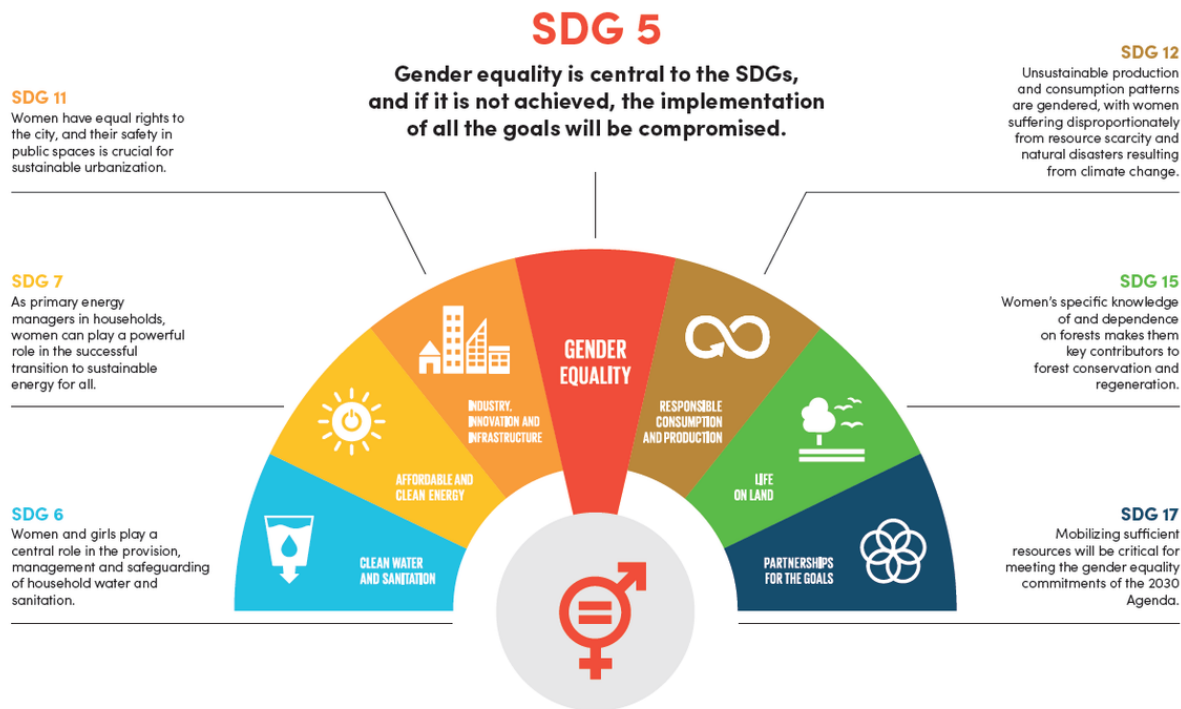 SDG 5
Gender equality is central to the SDGs,
and if it is not achieved, the implementation
of all the goals will be compromised.
SDG 11
Women have equal rights to
the city, and their safety in
public spaces is crucial for
sustainable urbanization.
SDG 7
As primary energy
managers in households,
women can play a powerful
role in the successful
transition to sustainable
energy for all.
SDG 6
Women and girls play a
central role in the provision,
management and safeguarding
of household water and
sanitation.
SDG 12
Unsustainable production
and consumption patterns
are gendered, with women
suffering disproportionately
from resource scarcity and
natural disasters resulting
from climate change.
SDG 15
Women's specific knowledge
of and dependence
on forests makes them
key contributors to
forest conservation and
regeneration.
SDG 17
Mobilizing sufficient
resources will be critical for
meeting the gender equality
commitments of the 2030
Agenda.
CLEAN WATER
AND SANITATION
AFFORDABLE AND
CLEAN ENERGY
INDUSTRY,
INNOVATION AND
INFRASTRUCTURE
GENDER
EQUALITY
RESPONSIBLE
CONSUMPTION
AND PRODUCTION
LIFE
ON LAND
PARTNERSHIPS
FOR THE GOALS